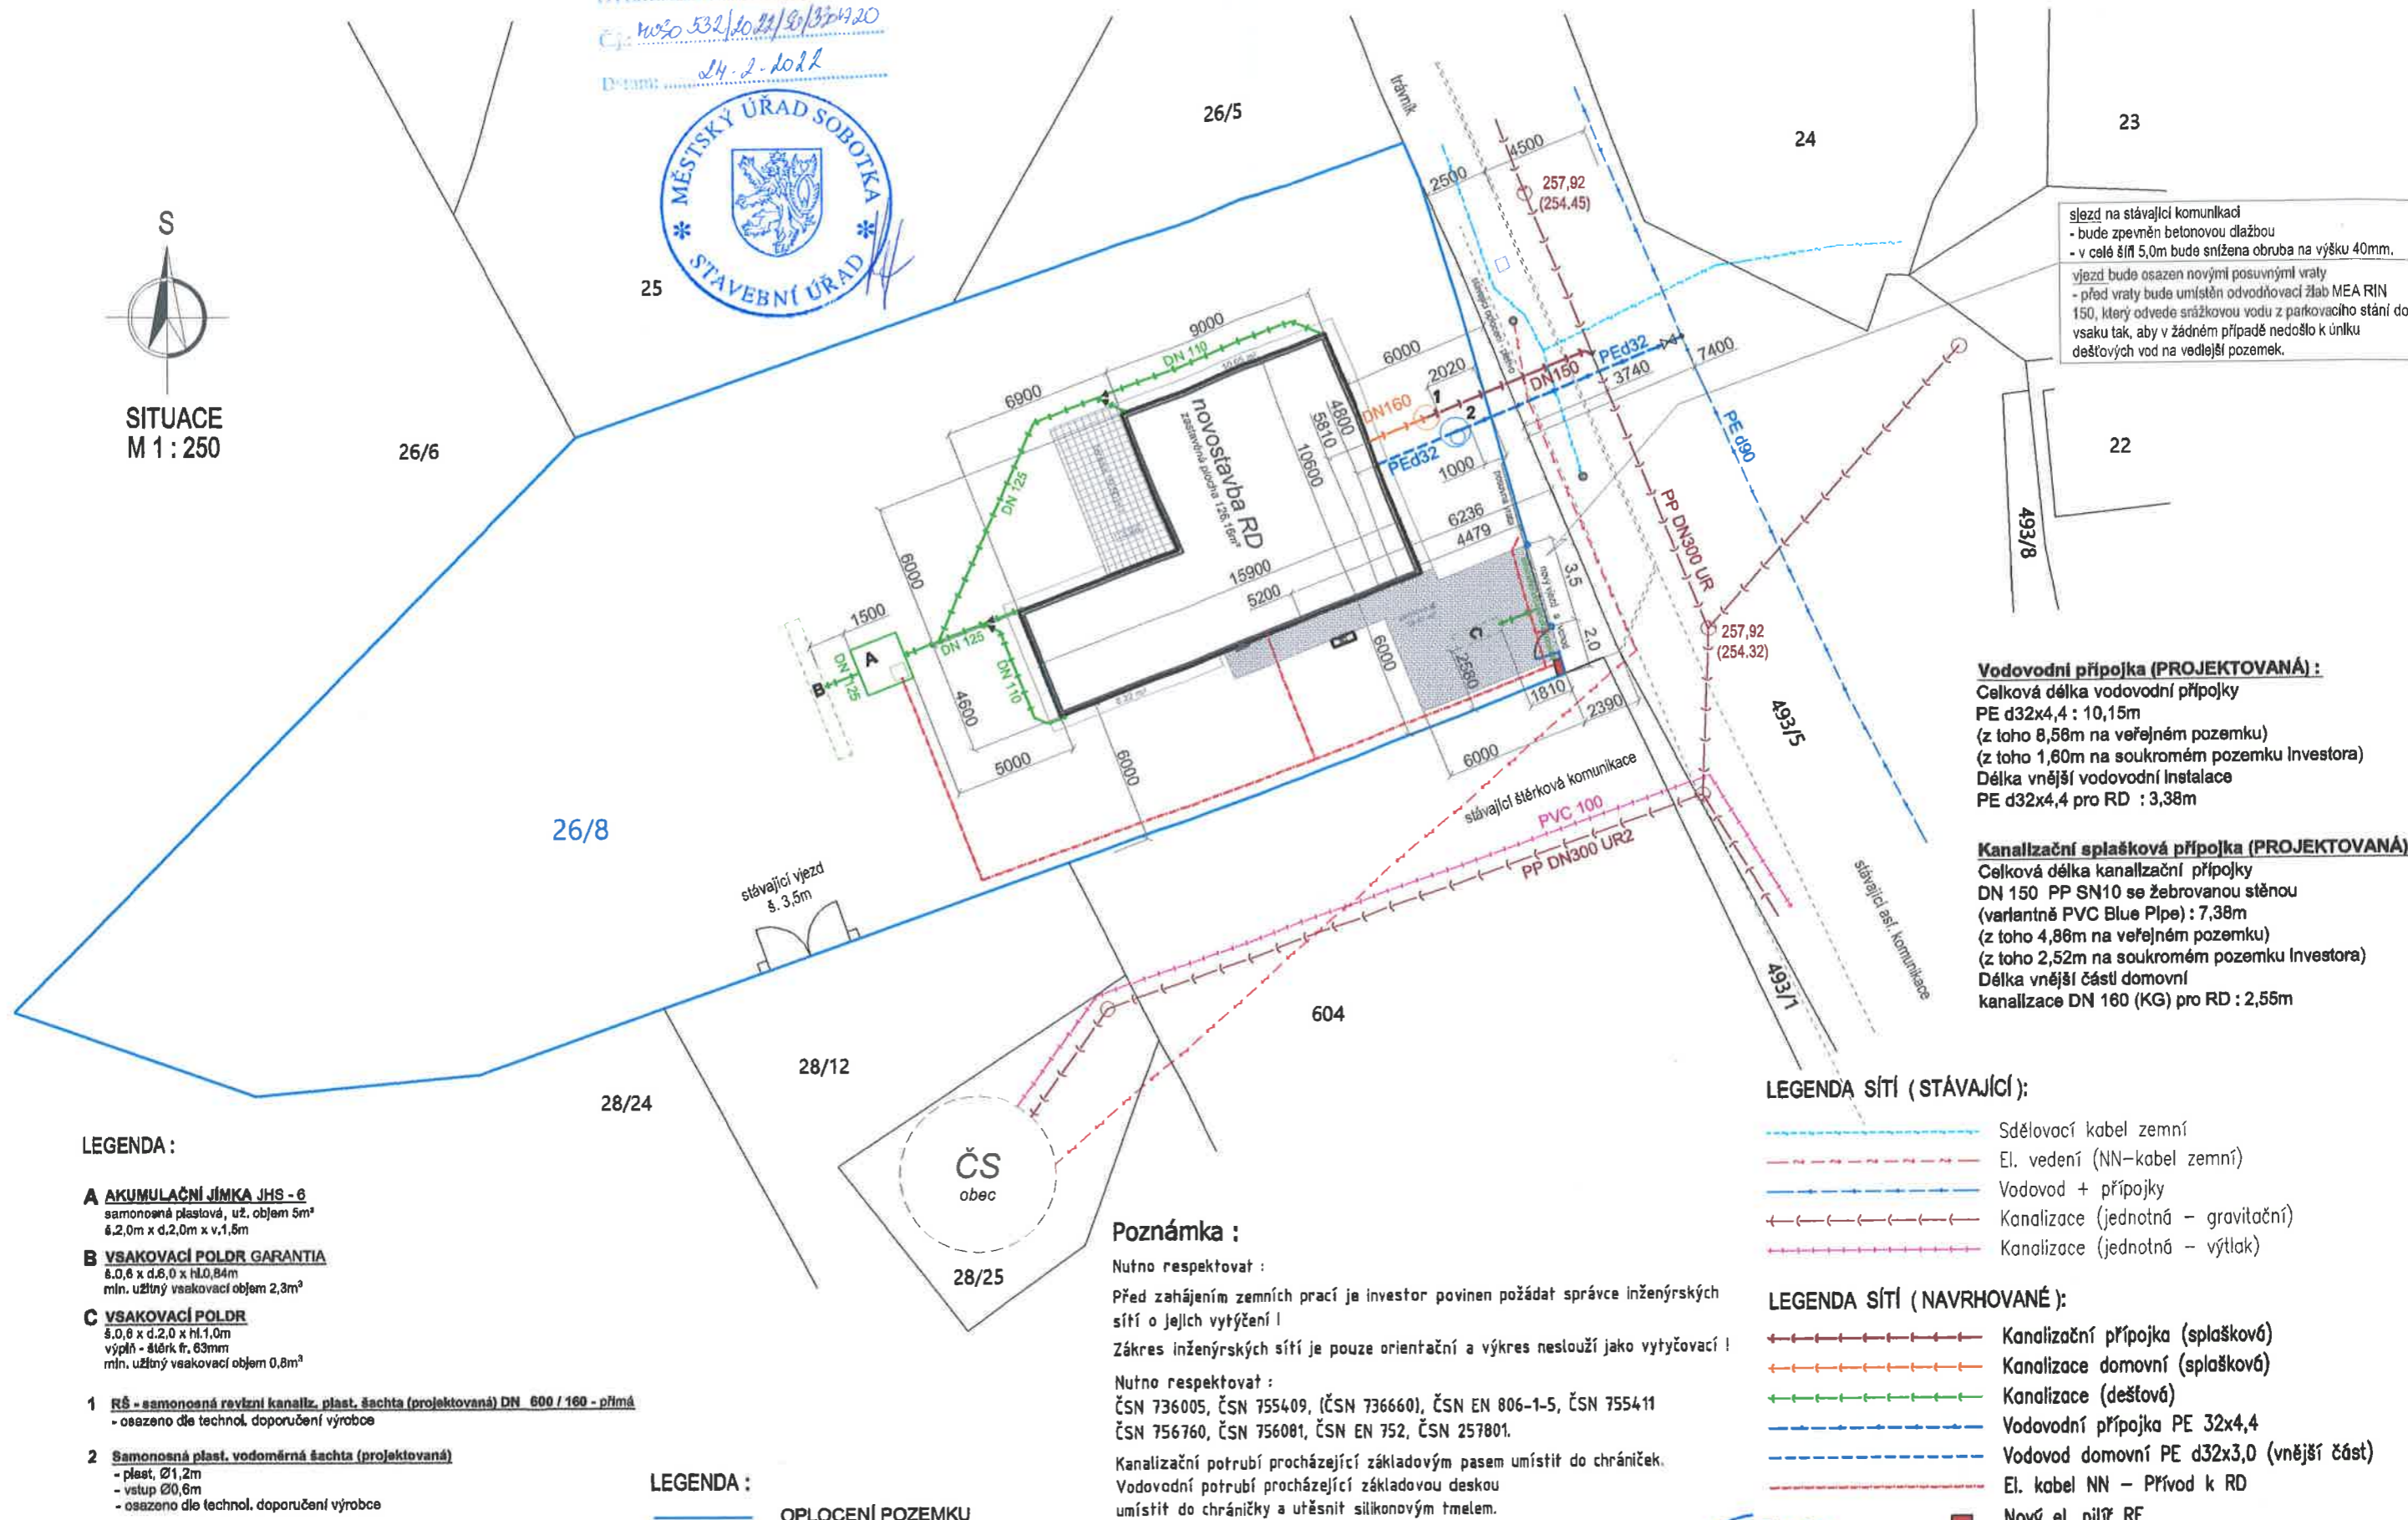 Č.j.: 532/2022
Datum: 24-2-2022
MĚSTSKÝ ÚŘAD SOBOTKA
* STAVEBNÍ ÚŘAD *
S
SITUACE
M 1 : 250
25
26/5
26/6
24
23
22
493/8
493/5
493/1
26/8
28/24
28/12
28/25
604
trávník
4500
2500
257,92
(254.45)
sjezd na stávající komunikaci
- bude zpevněn betonovou dlažbou
- v celé šíři 5,0m bude snížena obruba na výšku 40mm.
vjezd bude osazen novými posuvnými vraty
- před vraty bude umístěn odvodňovací žlab MEA RIN
150, který odvede srážkovou vodu z parkovacího stání do
vsaku tak, aby v žádném případě nedošlo k úniku
dešťových vod na vedlejší pozemek.
9000
DN 110
6900
6000
2020
DN160
1
2
DN150
PEd32
7400
3740
PE d90
PEd32
1000
4800
5810
10600
novostavba RD
zastavěná plocha 126,16m²
DN 125
6000
15900
5200
6236
4479
posuvná vrata
nový vjezd a vchod
3,5
2,0
PP DN300 UR
257,92
(254.32)
1500
A
B
DN 125
DN 125
DN 110
4600
5000
6000
6000
C
2580
1810
2390
6000
stávající štěrková komunikace
PVC 100
PP DN300 UR2
stávající asf. komunikace
stávající vjezd
š. 3,5m
ČS
obec
Vodovodní přípojka (PROJEKTOVANÁ) :
Celková délka vodovodní přípojky
PE d32x4,4 : 10,15m
(z toho 8,56m na veřejném pozemku)
(z toho 1,60m na soukromém pozemku investora)
Délka vnější vodovodní instalace
PE d32x4,4 pro RD : 3,38m
Kanalizační splašková přípojka (PROJEKTOVANÁ)
Celková délka kanalizační přípojky
DN 150 PP SN10 se žebrovanou stěnou
(variantně PVC Blue Pipe) : 7,38m
(z toho 4,86m na veřejném pozemku)
(z toho 2,52m na soukromém pozemku investora)
Délka vnější části domovní
kanalizace DN 160 (KG) pro RD : 2,55m
LEGENDA :
A AKUMULAČNÍ JÍMKA JHS - 6
samonosná plastová, už. objem 5m³
š.2,0m x d.2,0m x v.1,5m
B VSAKOVACÍ POLDR GARANTIA
š.0,6 x d.6,0 x hl.0,84m
min. užitný vsakovací objem 2,3m³
C VSAKOVACÍ POLDR
š.0,6 x d.2,0 x hl.1,0m
výplň - štěrk fr. 63mm
min. užitný vsakovací objem 0,8m³
1 RŠ - samonosná revizní kanaliz. plast. šachta (projektovaná) DN 600 / 160 - přímá
- osazeno dle technol. doporučení výrobce
2 Samonosná plast. vodoměrná šachta (projektovaná)
- plast, Ø1,2m
- vstup Ø0,6m
- osazeno dle technol. doporučení výrobce
LEGENDA :
OPLOCENÍ POZEMKU
Poznámka :
Nutno respektovat :
Před zahájením zemních prací je investor povinen požádat správce inženýrských
sítí o jejich vytýčení !
Zákres inženýrských sítí je pouze orientační a výkres neslouží jako vytyčovací !
Nutno respektovat :
ČSN 736005, ČSN 755409, (ČSN 736660), ČSN EN 806-1-5, ČSN 755411
ČSN 756760, ČSN 756081, ČSN EN 752, ČSN 257801.
Kanalizační potrubí procházející základovým pasem umístit do chrániček.
Vodovodní potrubí procházející základovou deskou
umístit do chráničky a utěsnit silikonovým tmelem.
LEGENDA SÍTÍ ( STÁVAJÍCÍ ):
Sdělovací kabel zemní
El. vedení (NN-kabel zemní)
Vodovod + přípojky
Kanalizace (jednotná - gravitační)
Kanalizace (jednotná - výtlak)
LEGENDA SÍTÍ ( NAVRHOVANÉ ):
Kanalizační přípojka (splašková)
Kanalizace domovní (splašková)
Kanalizace (dešťová)
Vodovodní přípojka PE 32x4,4
Vodovod domovní PE d32x3,0 (vnější část)
El. kabel NN - Přívod k RD
Nový el. pilíř RE